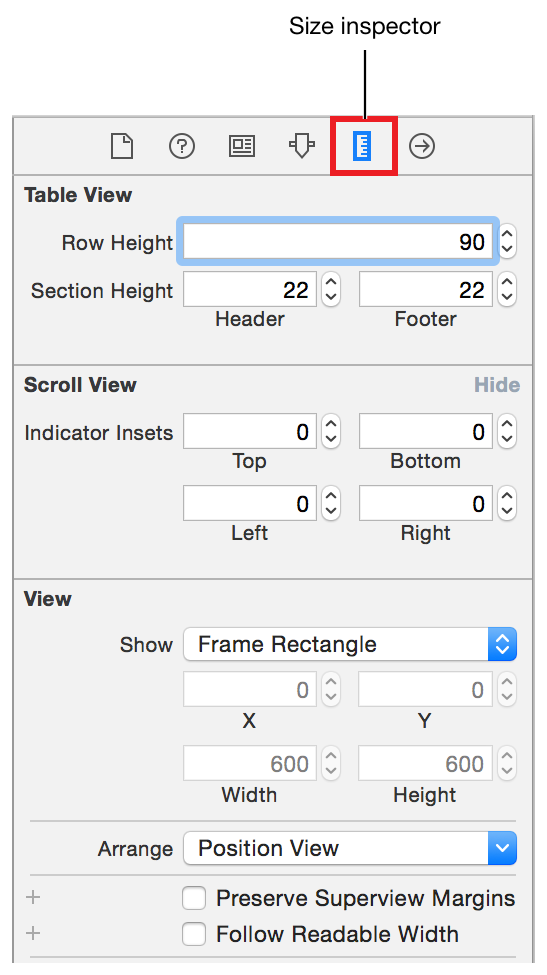 Size inspector
?
Table View
Row Height 90
Section Height 22 22
Header Footer
Scroll View Hide
Indicator Insets 0 0
Top Bottom
0 0
Left Right
View
Show Frame Rectangle
0 0
X Y
600 600
Width Height
Arrange Position View
+ Preserve Superview Margins
+ Follow Readable Width